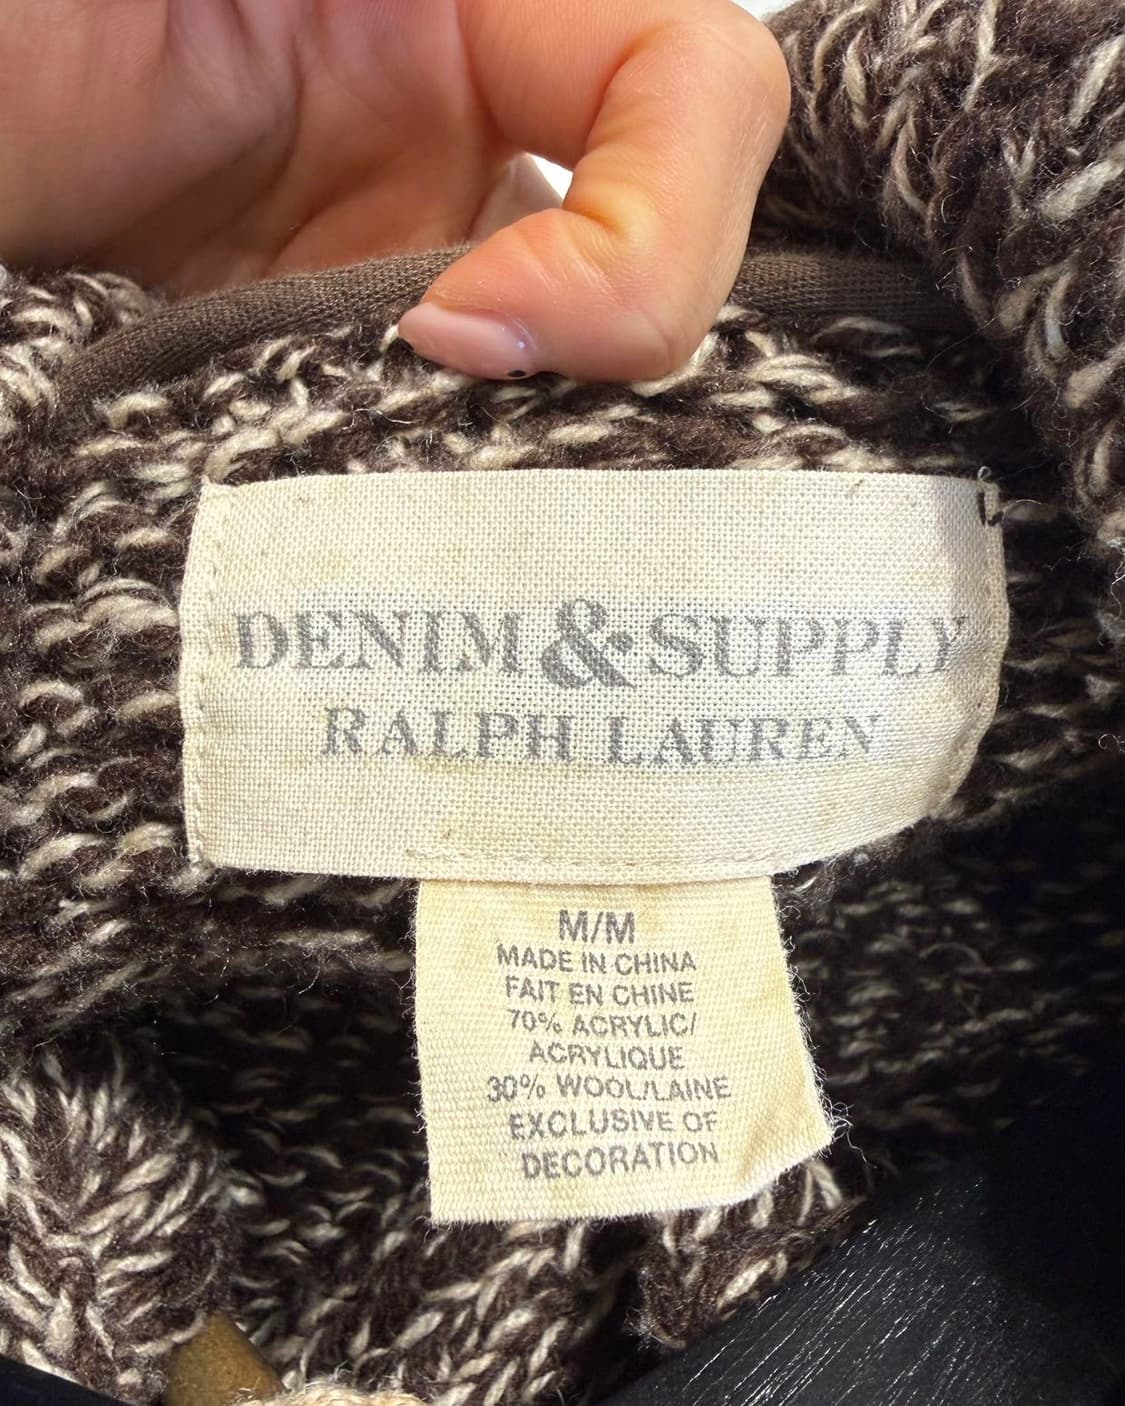 DENIM & SUPPLY
RALPH LAUREN
M/M
MADE IN CHINA
FAIT EN CHINE
70% ACRYLIC/
ACRYLIQUE
30% WOOL/LAINE
EXCLUSIVE OF
DECORATION